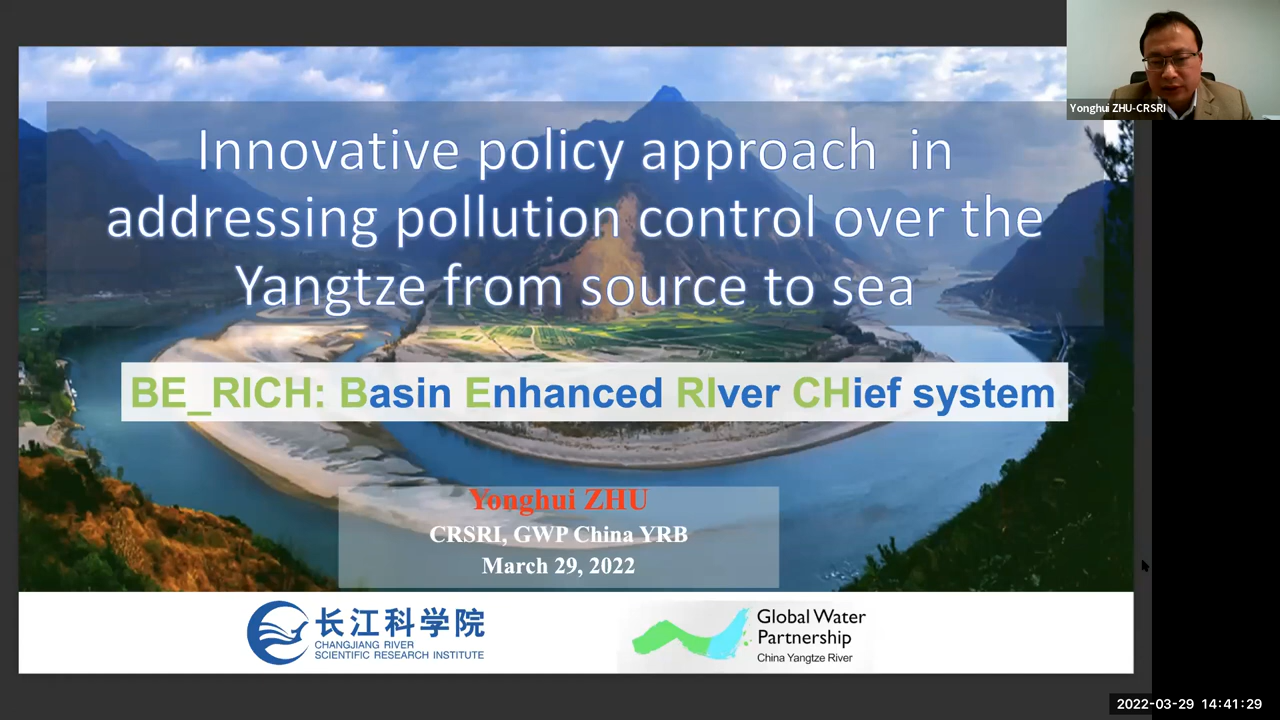 Yonghui ZHU-CRSRI
Innovative policy approach in
addressing pollution control over the
Yangtze from source to sea
BE_RICH: Basin Enhanced RIver CHief system
Yonghui ZHU
CRSRI, GWP China YRB
March 29, 2022
长江科学院
CHANGJIANG RIVER
SCIENTIFIC RESEARCH INSTITUTE
Global Water
Partnership
China Yangtze River
2022-03-29 14:41:29